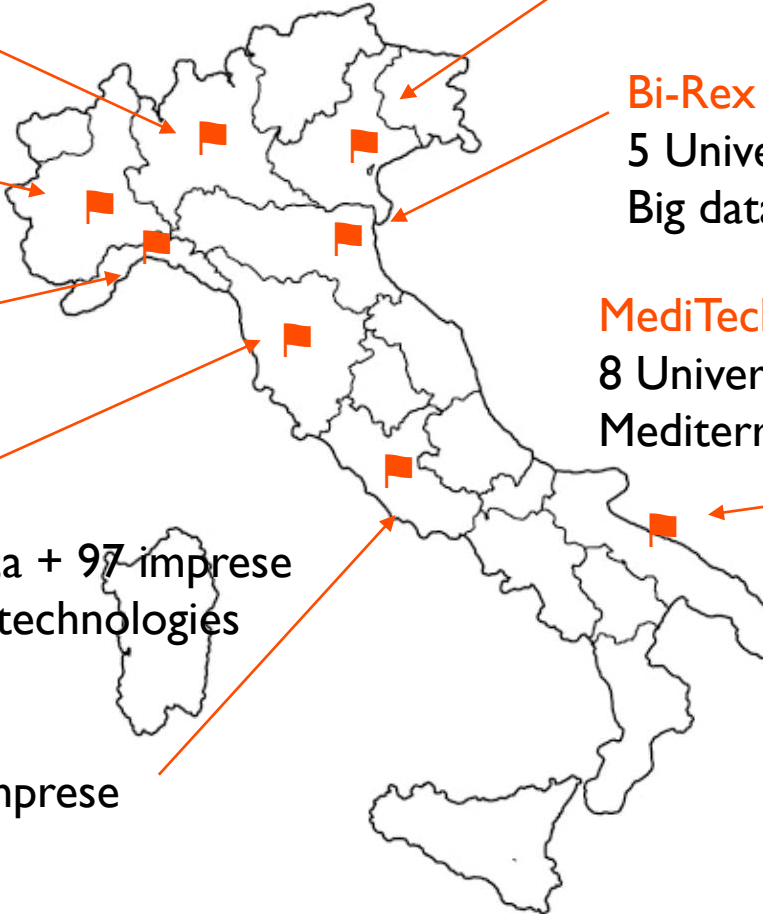 Bi-Rex
5 Unive
Big data
MediTech
8 Univer
Mediterr
a + 97 imprese
technologies
mprese